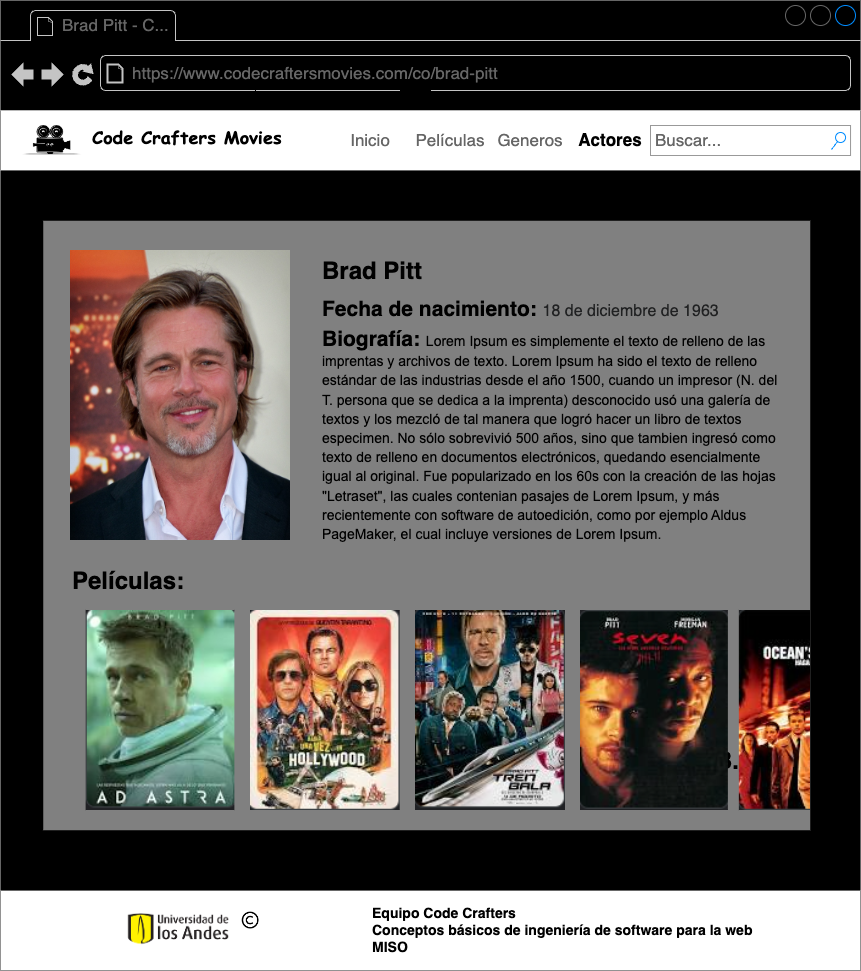 Brad Pitt - C...
https://www.codecraftersmovies.com/co/brad-pitt
Code Crafters Movies
Inicio Películas Generos Actores Buscar...
Brad Pitt
Fecha de nacimiento: 18 de diciembre de 1963
Biografía: Lorem Ipsum es simplemente el texto de relleno de las
imprentas y archivos de texto. Lorem Ipsum ha sido el texto de relleno
estándar de las industrias desde el año 1500, cuando un impresor (N. del
T. persona que se dedica a la imprenta) desconocido usó una galería de
textos y los mezcló de tal manera que logró hacer un libro de textos
especimen. No sólo sobrevivió 500 años, sino que tambien ingresó como
texto de relleno en documentos electrónicos, quedando esencialmente
igual al original. Fue popularizado en los 60s con la creación de las hojas
"Letraset", las cuales contenian pasajes de Lorem Ipsum, y más
recientemente con software de autoedición, como por ejemplo Aldus
PageMaker, el cual incluye versiones de Lorem Ipsum.
Películas:
BRAD PITT
AD ASTRA
QUENTIN TARANTINO
UNA VEZ
HOLLYWOOD
BRAD PITT
TREN
BALA
BRAD
PITT
MORGAN
FREEMAN
seven
OCEAN'S
Universidad de
los Andes
©
Equipo Code Crafters
Conceptos básicos de ingeniería de software para la web
MISO